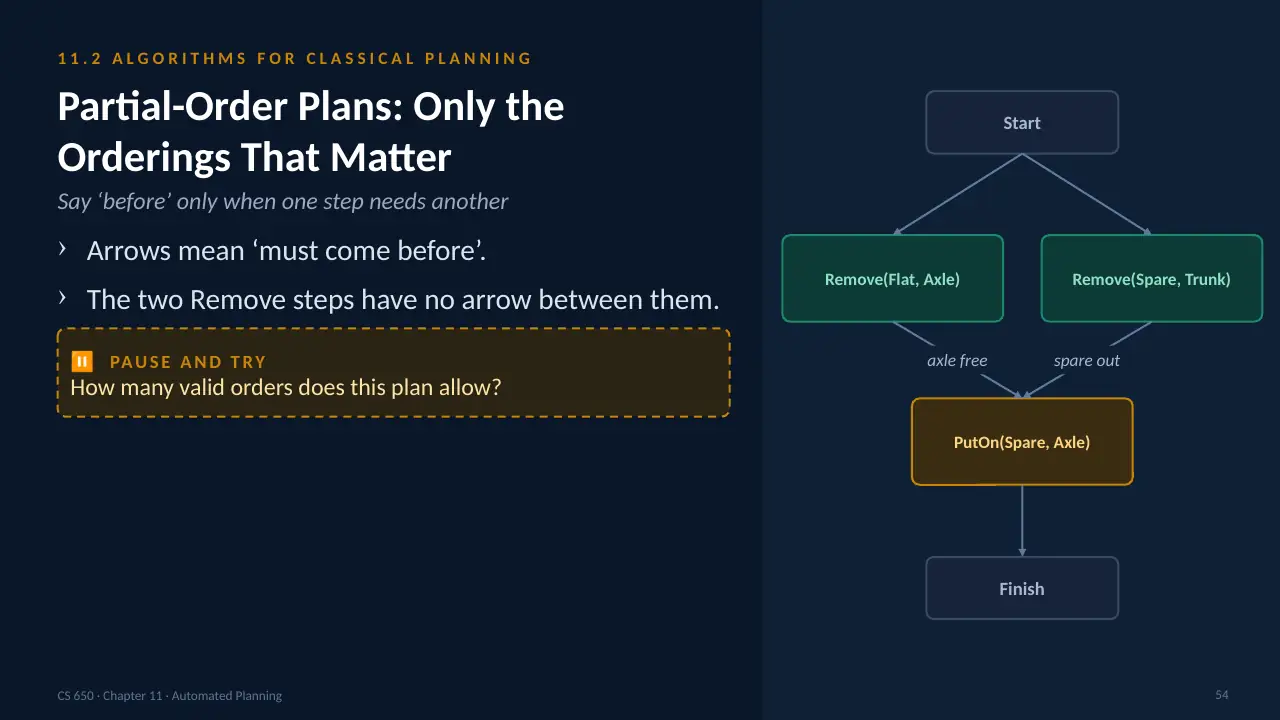 11.2 ALGORITHMS FOR CLASSICAL PLANNING
Partial-Order Plans: Only the
Orderings That Matter
Say ‘before’ only when one step needs another
› Arrows mean ‘must come before’.
› The two Remove steps have no arrow between them.
⏸ PAUSE AND TRY
How many valid orders does this plan allow?
Start
Remove(Flat, Axle)
Remove(Spare, Trunk)
axle free
spare out
PutOn(Spare, Axle)
Finish
CS 650 · Chapter 11 · Automated Planning
54